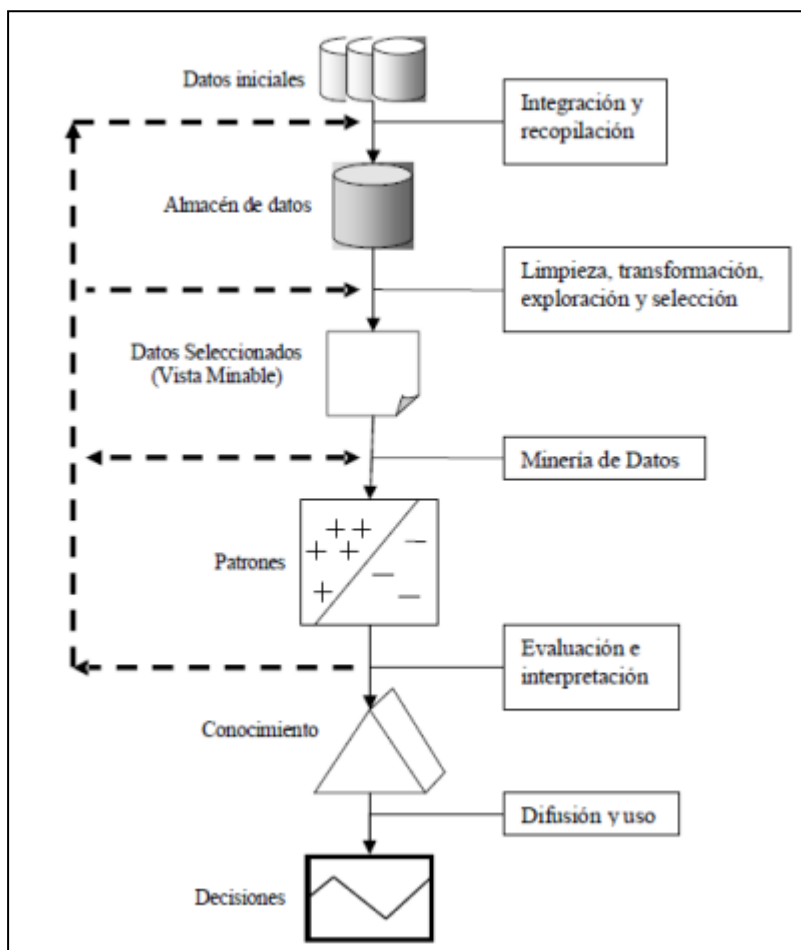 Datos iniciales
Integración y
recopilación
Almacén de datos
Limpieza, transformación,
exploración y selección
Datos Seleccionados
(Vista Minable)
Minería de Datos
Patrones
Evaluación e
interpretación
Conocimiento
Difusión y uso
Decisiones